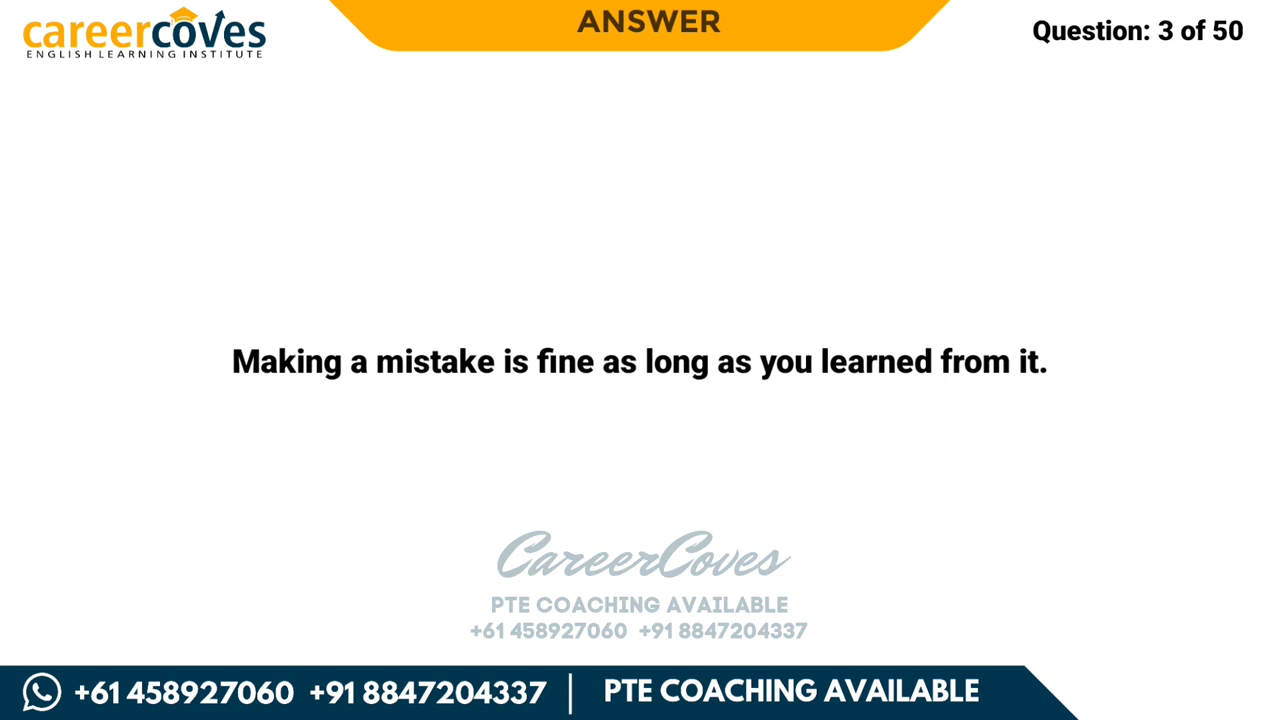 careercoves
ENGLISH LEARNING INSTITUTE
ANSWER
Question: 3 of 50
Making a mistake is fine as long as you learned from it.
CareerCoves
PTE COACHING AVAILABLE
+61 458927060 +91 8847204337
+61 458927060 +91 8847204337 | PTE COACHING AVAILABLE